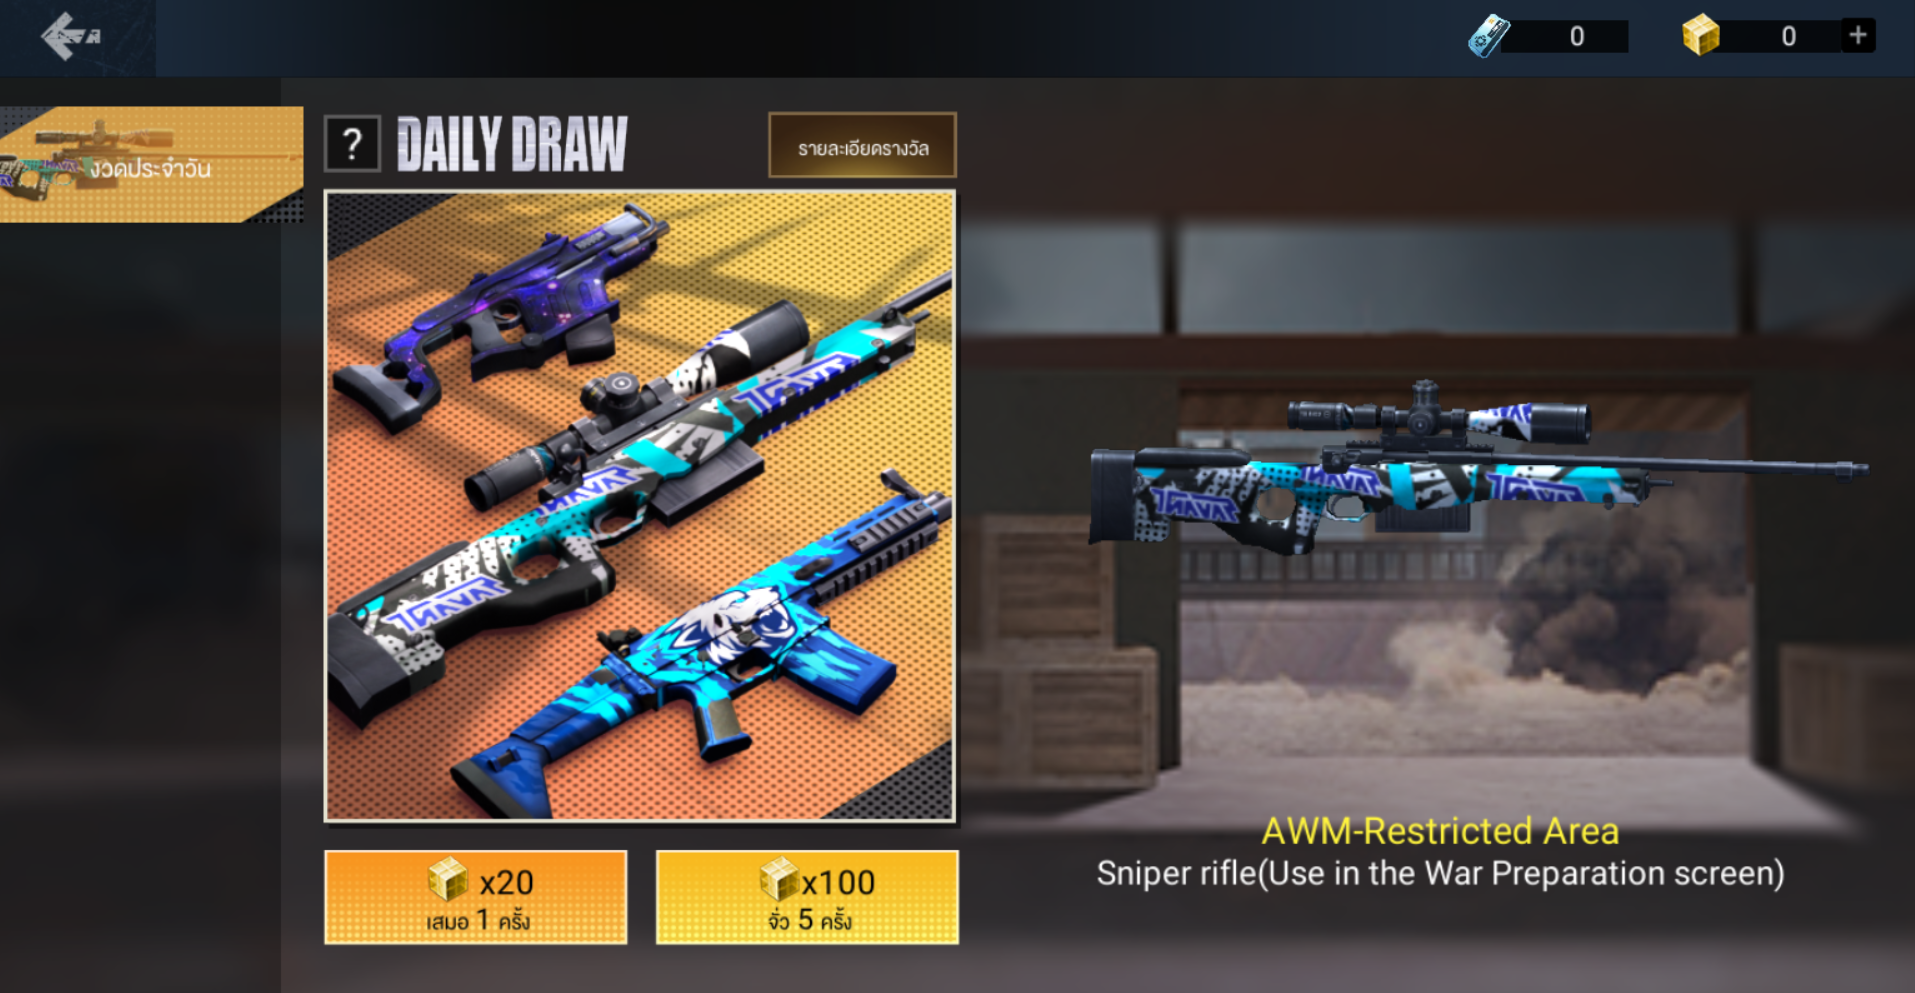 0
0
+
งวดประจำวัน
?
DAILY DRAW
รายละเอียดรางวัล
x20
เสมอ 1 ครั้ง
x100
จั่ว 5 ครั้ง
AWM-Restricted Area
Sniper rifle(Use in the War Preparation screen)